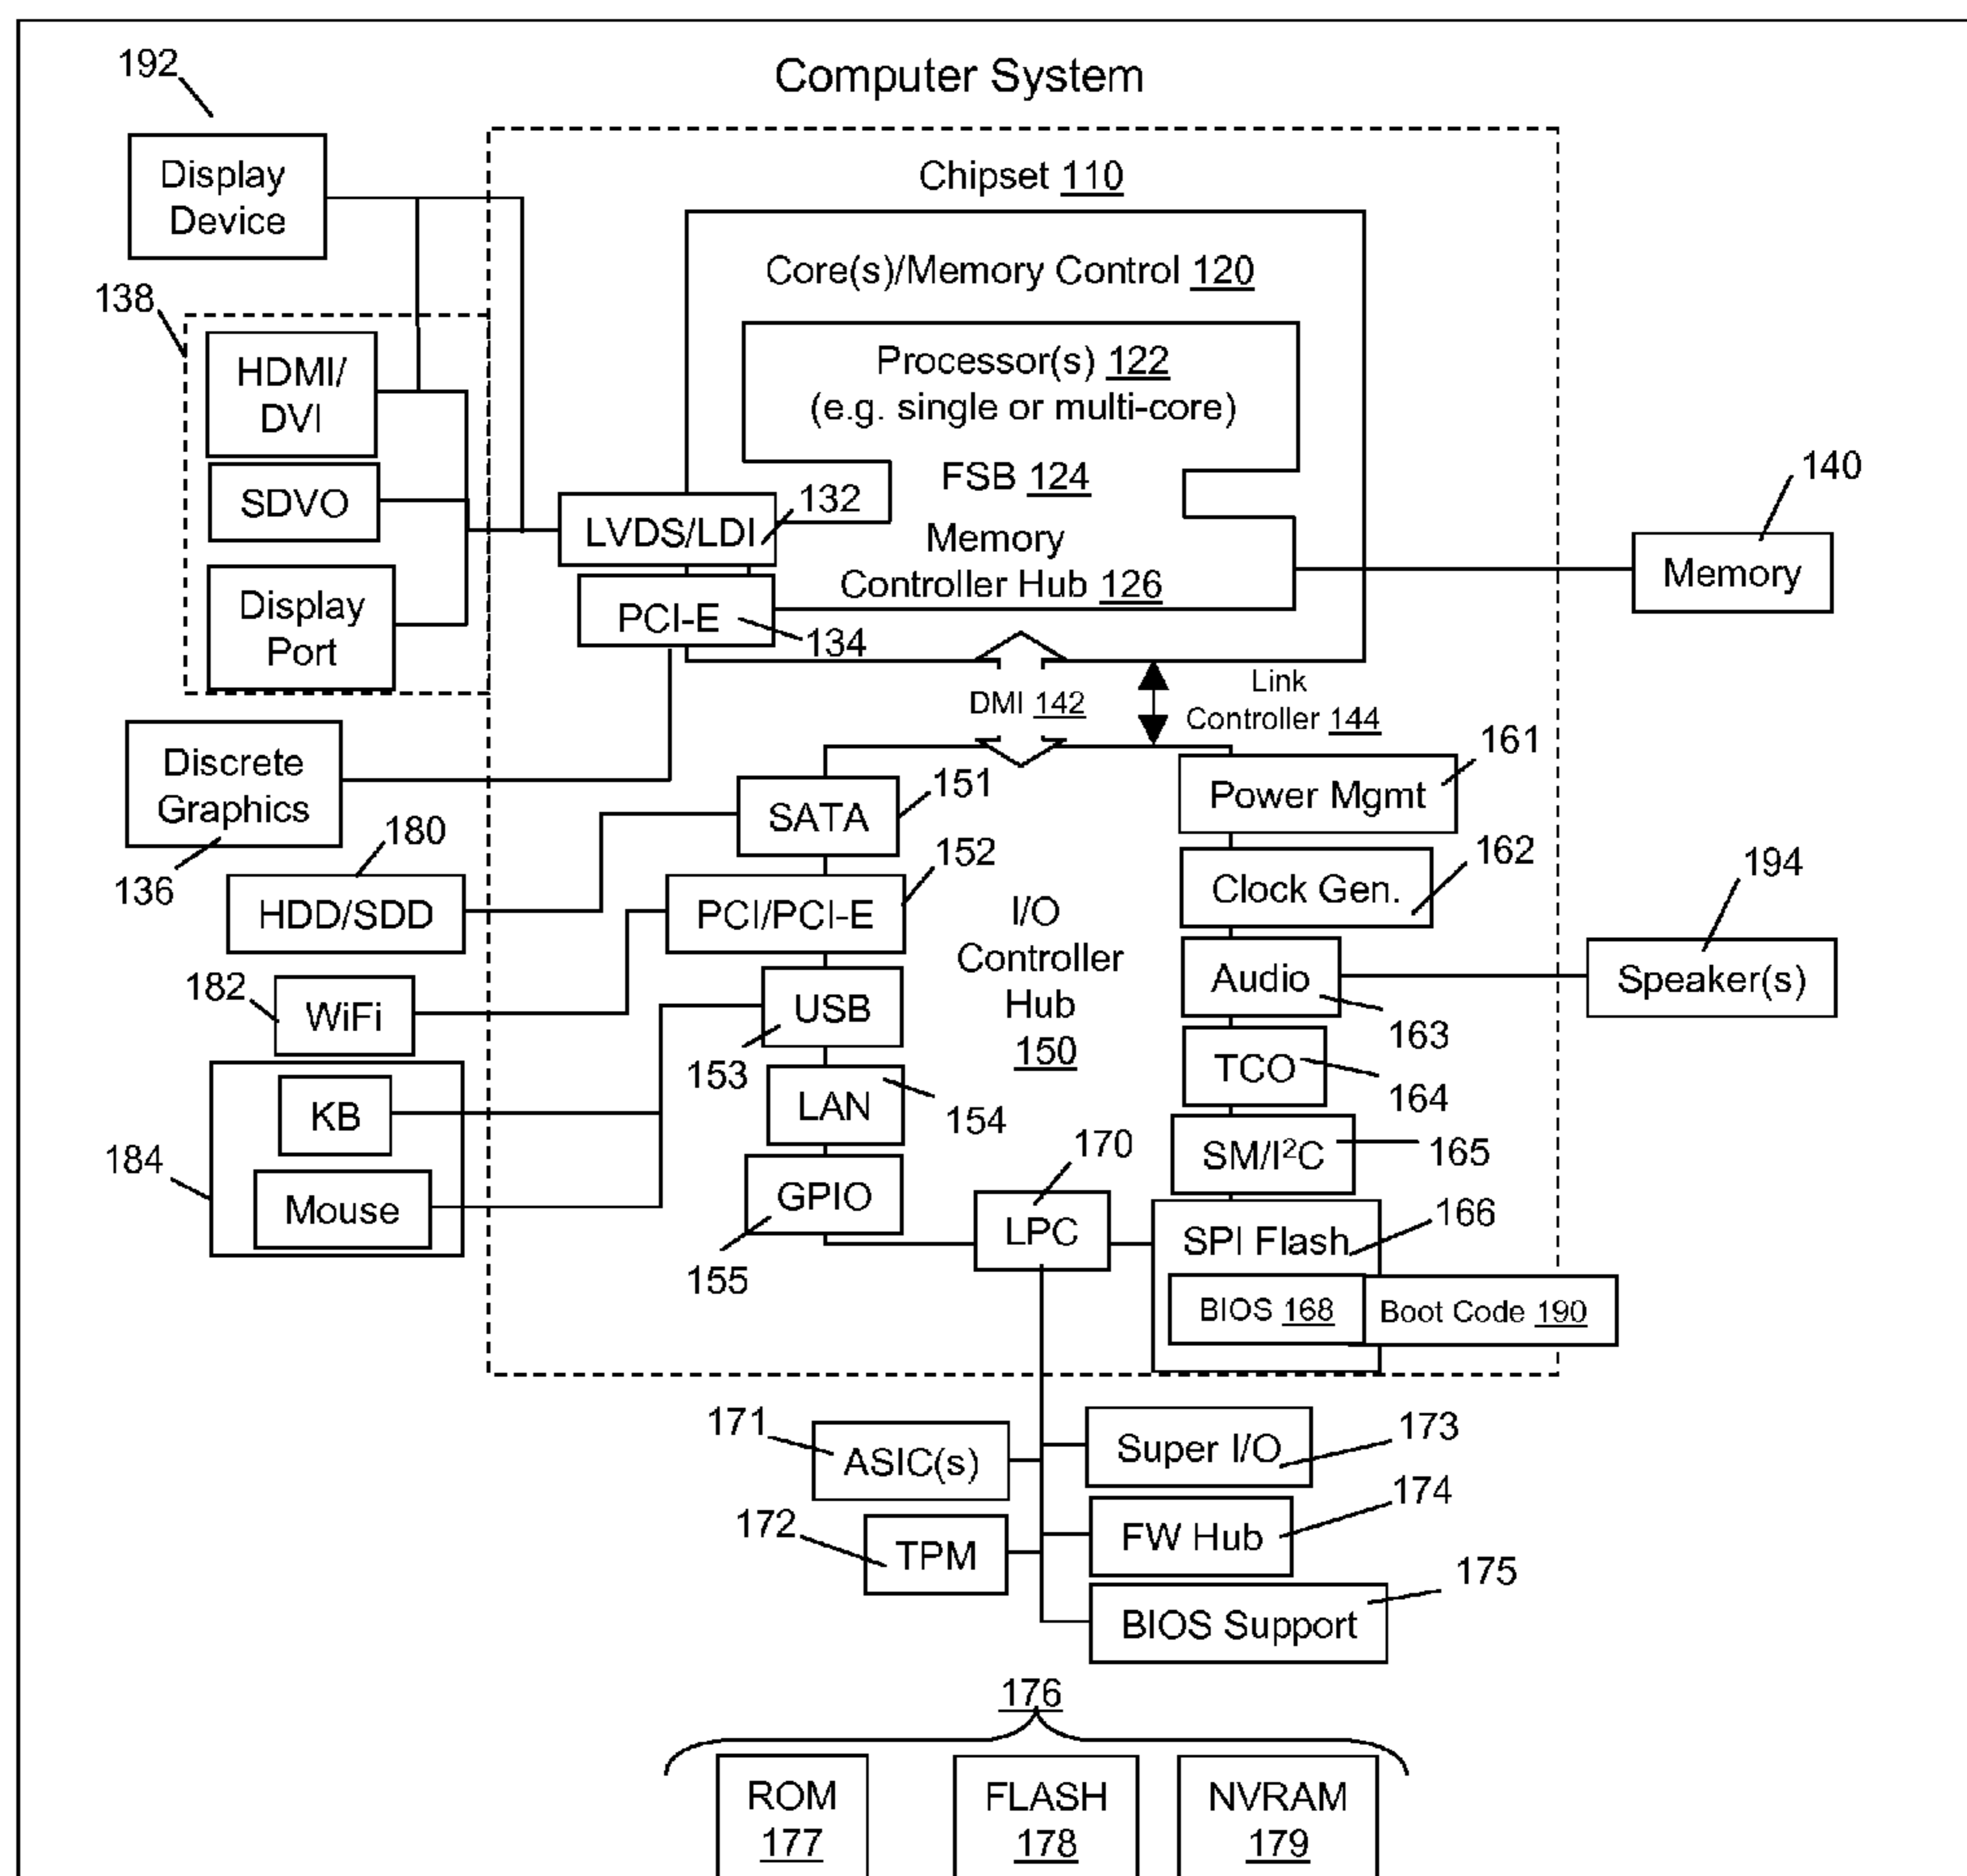 Computer System
192
Display
Device
Chipset 110
Core(s)/Memory Control 120
138
HDMI/
DVI
SDVO
Display
Port
Processor(s) 122
(e.g. single or multi-core)
FSB 124
132
LVDS/LDI
Memory
Controller Hub 126
PCI-E
134
140
Memory
DMI 142
Link
Controller 144
Discrete
Graphics
136
161
Power Mgmt
151
SATA
180
HDD/SDD
152
PCI/PCI-E
162
Clock Gen.
I/O
Controller
Hub
150
194
Speaker(s)
Audio
163
182
WiFi
USB
153
TCO
164
KB
184
Mouse
LAN
154
SM/I²C
165
GPIO
155
170
LPC
SPI Flash
166
BIOS 168
Boot Code 190
171
ASIC(s)
Super I/O
173
172
TPM
FW Hub
174
BIOS Support
175
176
ROM
177
FLASH
178
NVRAM
179